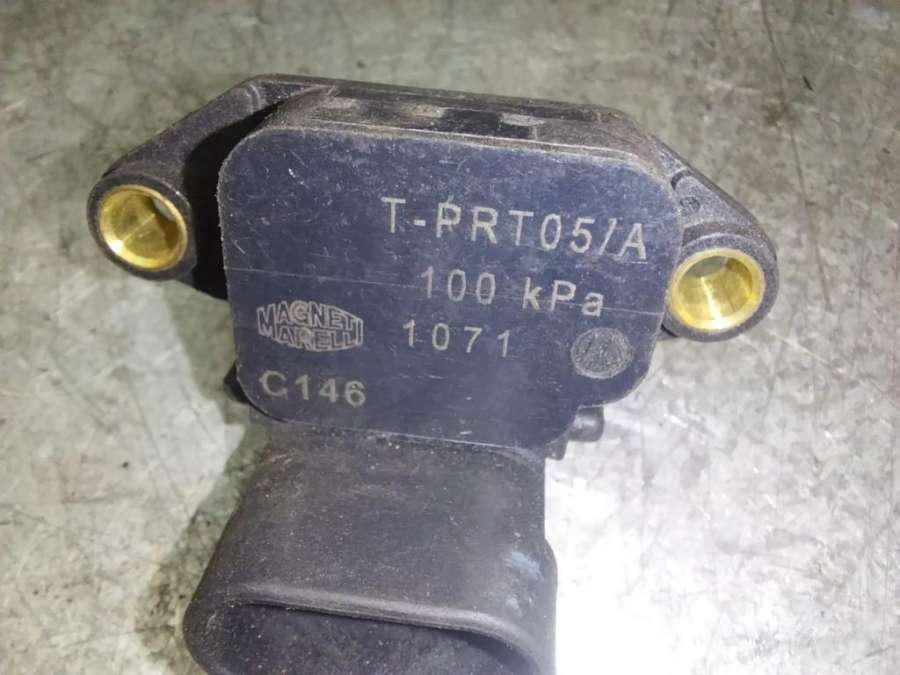 T-PRT05/A
100 kPa
MAGNETI
MARELLI
1071
C146